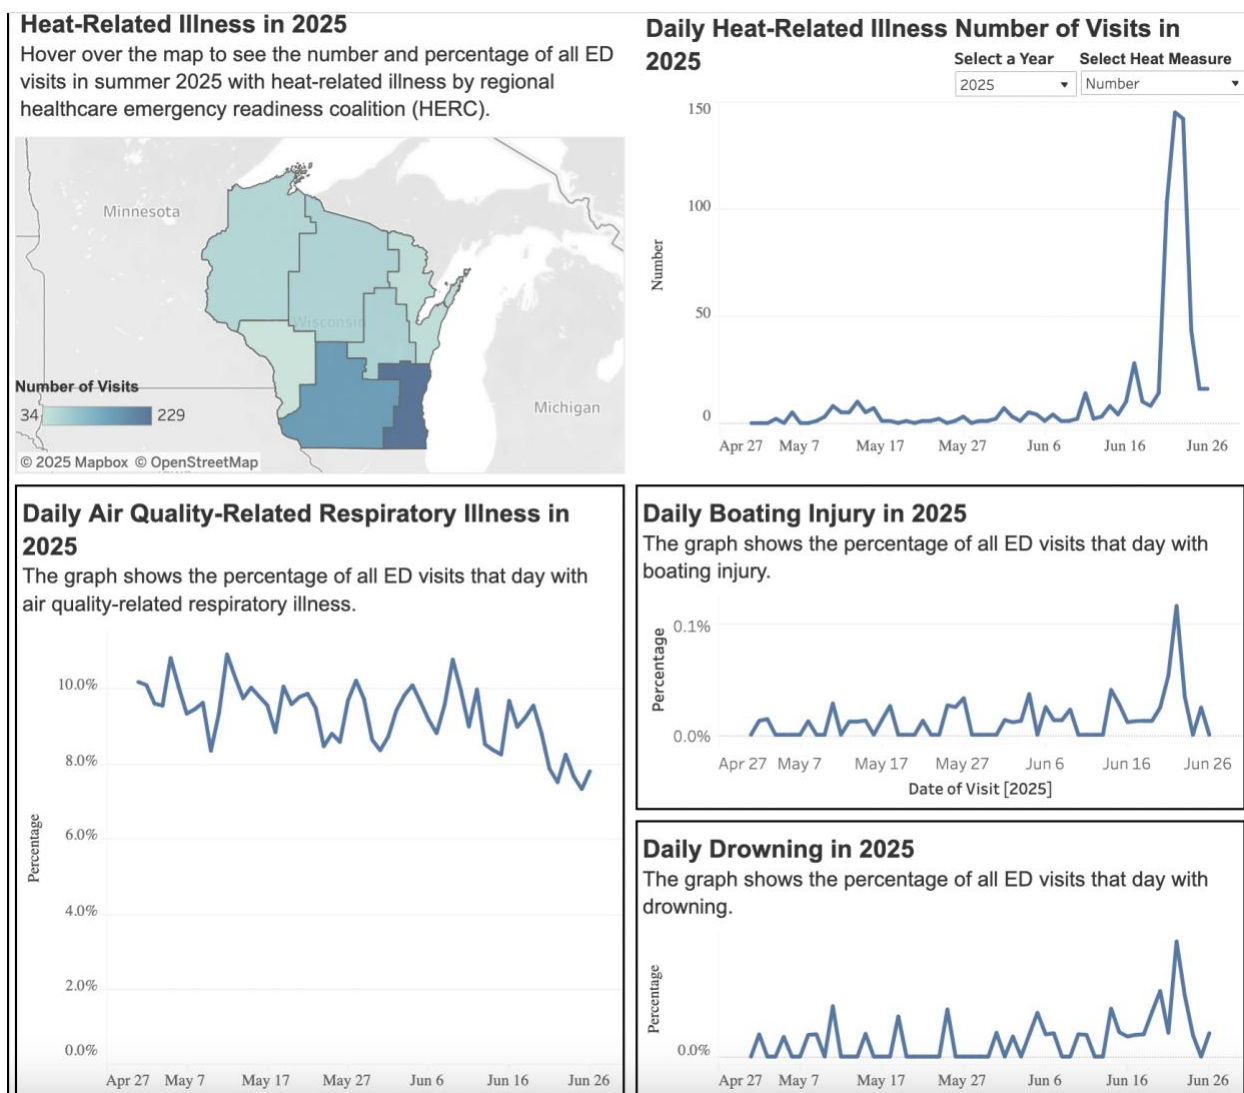 Heat-Related Illness in 2025
Hover over the map to see the number and percentage of all ED
visits in summer 2025 with heat-related illness by regional
healthcare emergency readiness coalition (HERC).
Minnesota
Wisconsin
Michigan
Number of Visits
34
229
© 2025 Mapbox © OpenStreetMap
Daily Heat-Related Illness Number of Visits in
2025
Select a Year
Select Heat Measure
2025
Number
150
100
50
0
Number
Apr 27 May 7 May 17 May 27 Jun 6 Jun 16 Jun 26
Daily Air Quality-Related Respiratory Illness in
2025
The graph shows the percentage of all ED visits that day with
air quality-related respiratory illness.
10.0%
8.0%
6.0%
4.0%
2.0%
0.0%
Percentage
Apr 27 May 7 May 17 May 27 Jun 6 Jun 16 Jun 26
Daily Boating Injury in 2025
The graph shows the percentage of all ED visits that day with
boating injury.
0.1%
0.0%
Percentage
Apr 27 May 7 May 17 May 27 Jun 6 Jun 16 Jun 26
Date of Visit [2025]
Daily Drowning in 2025
The graph shows the percentage of all ED visits that day with
drowning.
Percentage
0.0%
Apr 27 May 7 May 17 May 27 Jun 6 Jun 16 Jun 26